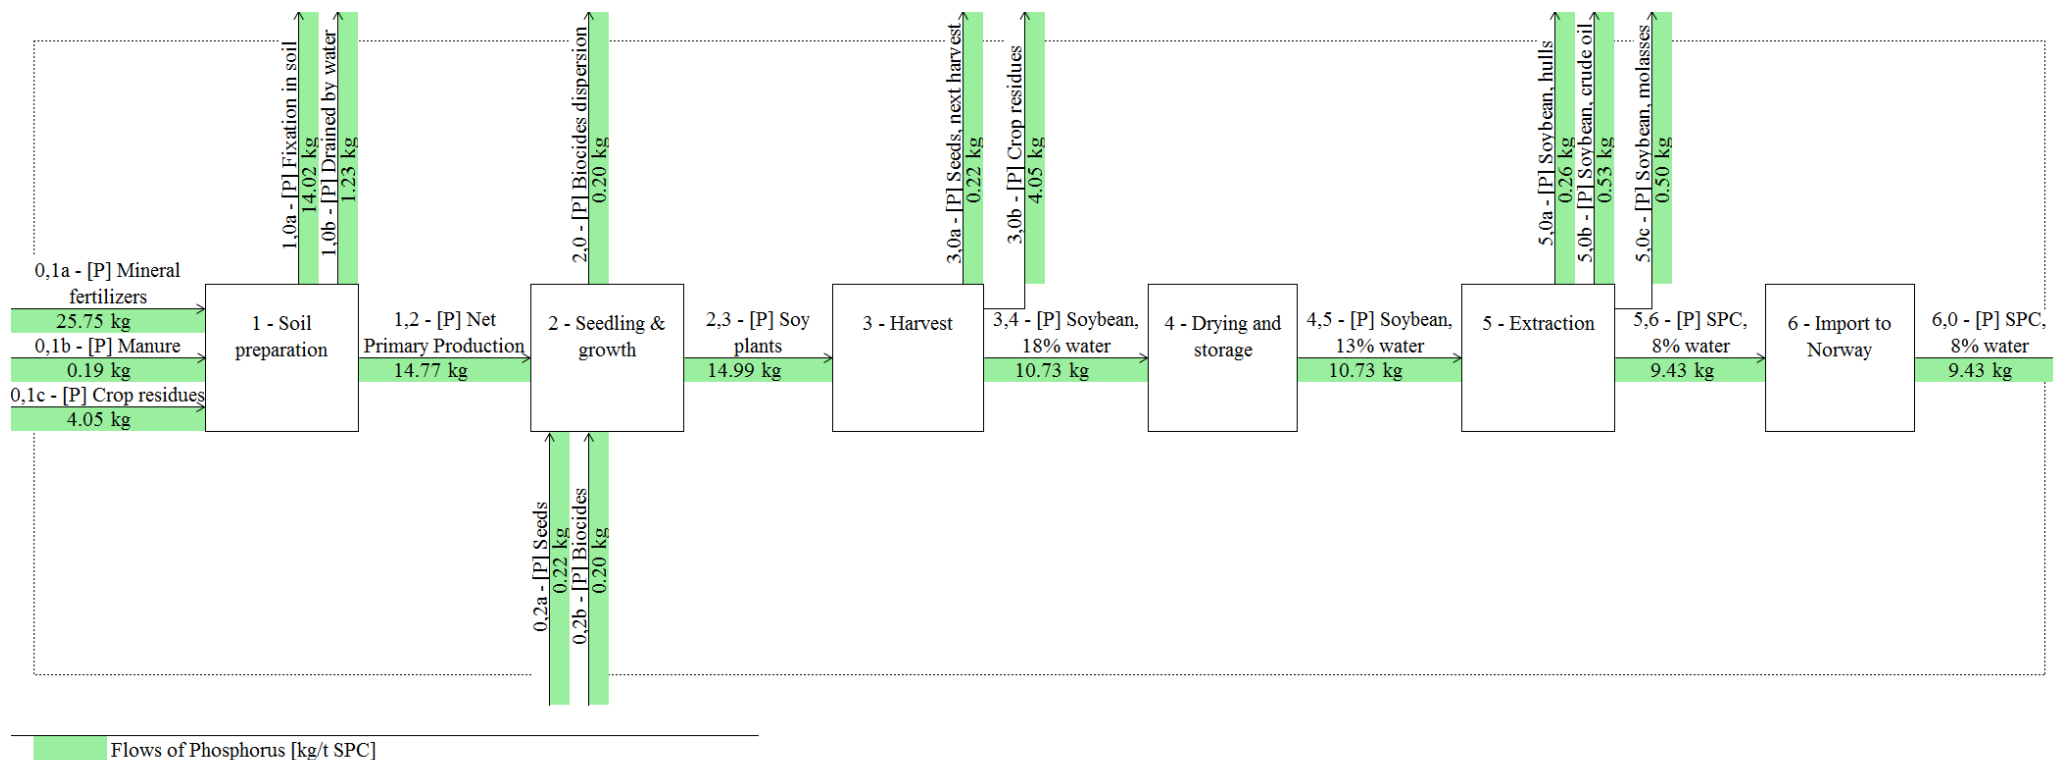 1,0a - [P] Fixation in soil
14.02 kg
1,0b - [P] Drained by water
1.23 kg
2,0 - [P] Biocides dispersion
0.20 kg
3,0a - [P] Seeds, next harvest
0.22 kg
3,0b - [P] Crop residues
4.05 kg
5,0a - [P] Soybean, hulls
0.26 kg
5,0b - [P] Soybean, crude oil
0.53 kg
5,0c - [P] Soybean, molasses
0.50 kg
0,1a - [P] Mineral
fertilizers
25.75 kg
0,1b - [P] Manure
0.19 kg
0,1c - [P] Crop residues
4.05 kg
1 - Soil
preparation
1,2 - [P] Net
Primary Production
14.77 kg
2 - Seedling &
growth
2,3 - [P] Soy
plants
14.99 kg
3 - Harvest
3,4 - [P] Soybean,
18% water
10.73 kg
4 - Drying and
storage
4,5 - [P] Soybean,
13% water
10.73 kg
5 - Extraction
5,6 - [P] SPC,
8% water
9.43 kg
6 - Import to
Norway
6,0 - [P] SPC,
8% water
9.43 kg
0,2a - [P] Seeds
0.22 kg
0,2b - [P] Biocides
0.20 kg
Flows of Phosphorus [kg/t SPC]